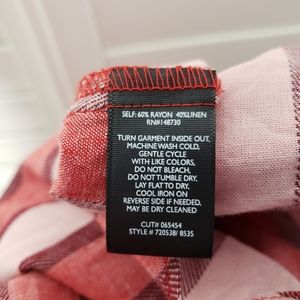 SELF: 60% RAYON 40%LINEN
RN#148730
TURN GARMENT INSIDE OUT,
MACHINE WASH COLD,
GENTLE CYCLE
WITH LIKE COLORS,
DO NOT BLEACH,
DO NOT TUMBLE DRY,
LAY FLAT TO DRY,
COOL IRON ON
REVERSE SIDE IF NEEDED,
MAY BE DRY CLEANED
CUT# 065454
STYLE # 720538/ 8535